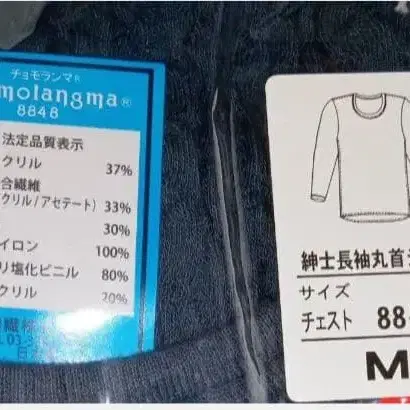 チョモランマ®
molangma®
8848
法定品質表示
クリル 37%
合繊維
クリル/アセテート) 33%
30%
イロン 100%
リ塩化ビニル 80%
クリル 20%
紳士長袖丸首
サイズ
チェスト 88
M